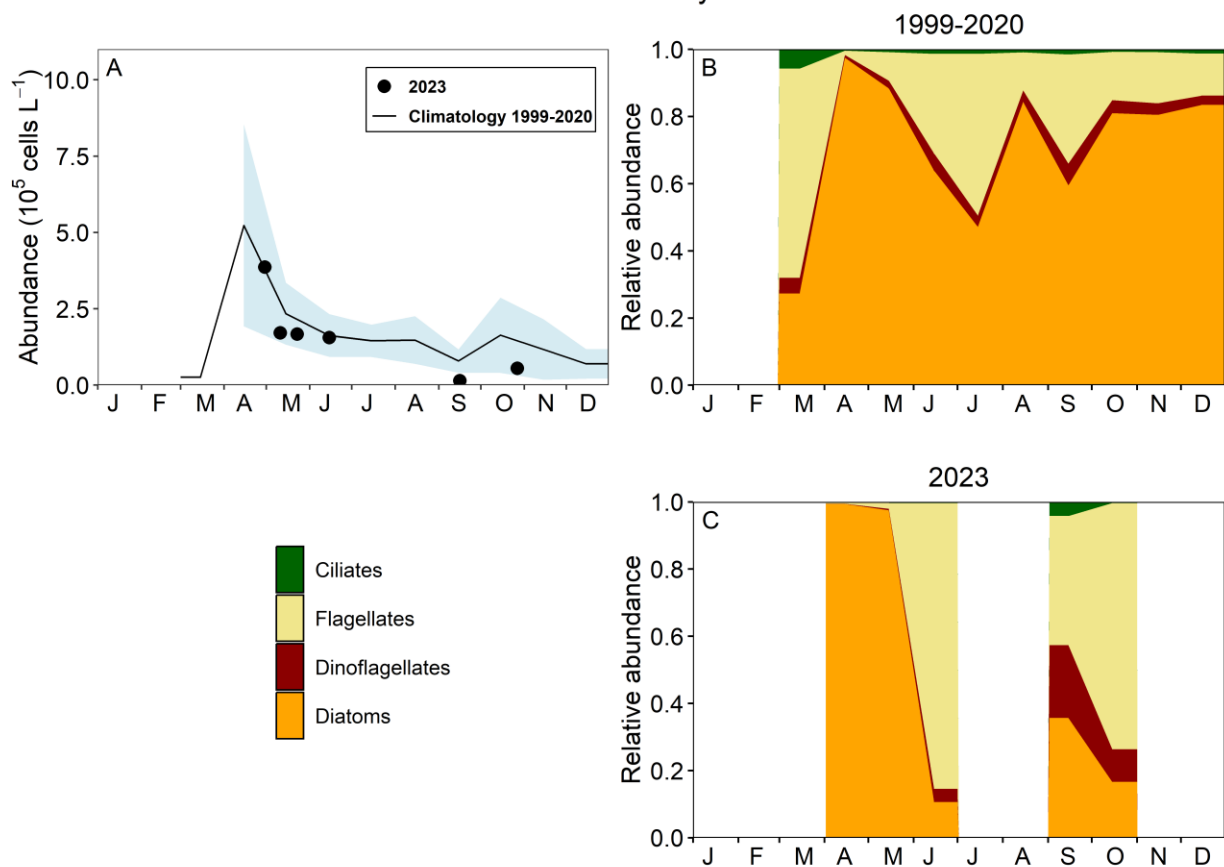 1999-2020
A
10.0
7.5
5.0
2.5
0.0
Abundance (10⁵ cells L⁻¹)
2023
Climatology 1999-2020
J F M A M J J A S O N D
B
1.0
0.8
0.6
0.4
0.2
0.0
Relative abundance
J F M A M J J A S O N D
2023
C
1.0
0.8
0.6
0.4
0.2
0.0
Relative abundance
J F M A M J J A S O N D
Ciliates
Flagellates
Dinoflagellates
Diatoms